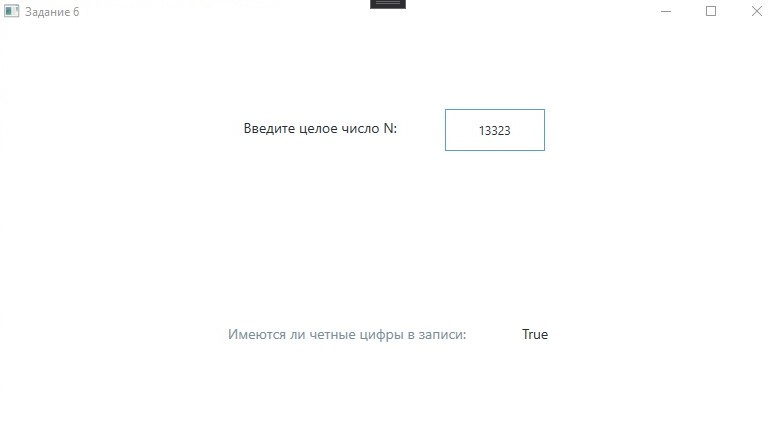 Задание 6
Введите целое число N: 13323
Имеются ли четные цифры в записи: True